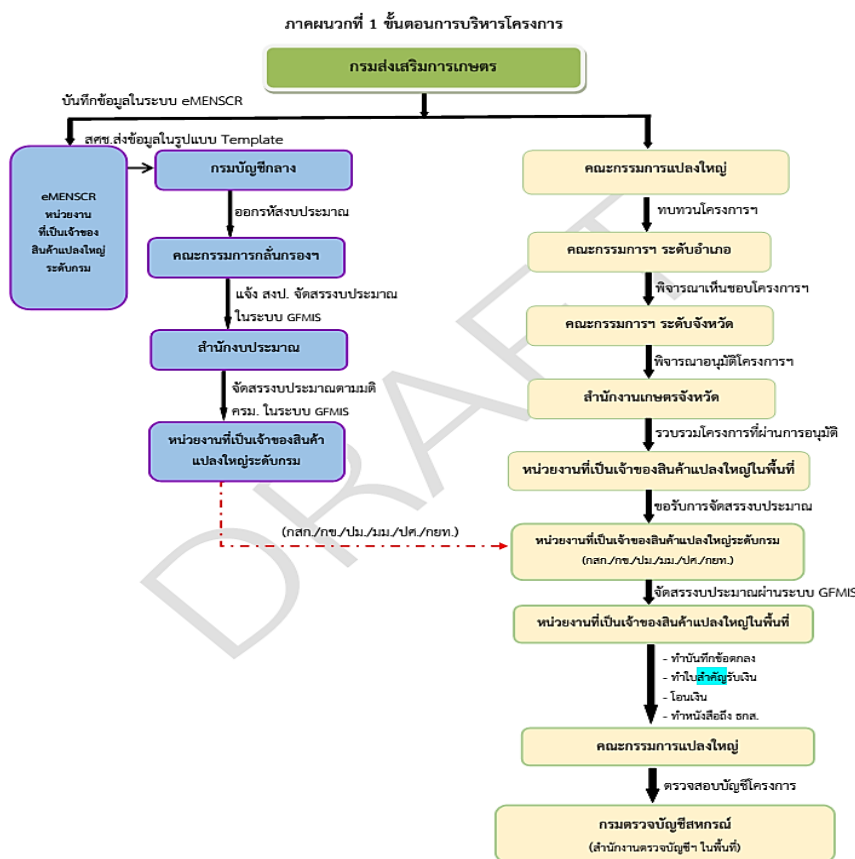 ภาคผนวกที่ 1 ขั้นตอนการบริหารโครงการ
กรมส่งเสริมการเกษตร
บันทึกข้อมูลในระบบ eMENSCR
สศช.ส่งข้อมูลในรูปแบบ Template
eMENSCR
หน่วยงาน
ที่เป็นเจ้าของ
สินค้าแปลงใหญ่
ระดับกรม
กรมบัญชีกลาง
ออกรหัสงบประมาณ
คณะกรรมการกลั่นกรองฯ
แจ้ง สงป. จัดสรรงบประมาณ
ในระบบ GFMIS
สำนักงบประมาณ
จัดสรรงบประมาณตามมติ
ครม. ในระบบ GFMIS
หน่วยงานที่เป็นเจ้าของสินค้า
แปลงใหญ่ระดับกรม
(กสก./กข./ปม./มม./ปศ./กยท.)
คณะกรรมการแปลงใหญ่
ทบทวนโครงการฯ
คณะกรรมการฯ ระดับอำเภอ
พิจารณาเห็นชอบโครงการฯ
คณะกรรมการฯ ระดับจังหวัด
พิจารณาอนุมัติโครงการฯ
สำนักงานเกษตรจังหวัด
รวบรวมโครงการที่ผ่านการอนุมัติ
หน่วยงานที่เป็นเจ้าของสินค้าแปลงใหญ่ในพื้นที่
ขอรับการจัดสรรงบประมาณ
หน่วยงานที่เป็นเจ้าของสินค้าแปลงใหญ่ระดับกรม
(กสก./กข./ปม./มม./ปศ./กยท.)
จัดสรรงบประมาณผ่านระบบ GFMIS
หน่วยงานที่เป็นเจ้าของสินค้าแปลงใหญ่ในพื้นที่
- ทำบันทึกข้อตกลง
- ทำใบสำคัญรับเงิน
- โอนเงิน
- ทำหนังสือถึง ธกส.
คณะกรรมการแปลงใหญ่
ตรวจสอบบัญชีโครงการ
กรมตรวจบัญชีสหกรณ์
(สำนักงานตรวจบัญชีฯ ในพื้นที่)
DRAFT